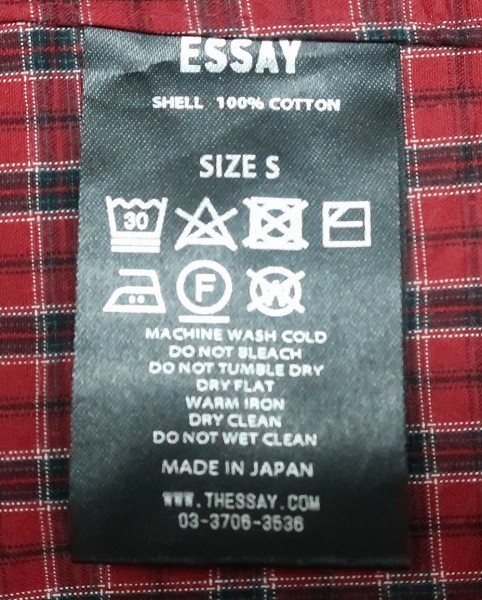 ESSAY
SHELL 100% COTTON
SIZE S
30
F W
MACHINE WASH COLD
DO NOT BLEACH
DO NOT TUMBLE DRY
DRY FLAT
WARM IRON
DRY CLEAN
DO NOT WET CLEAN
MADE IN JAPAN
WWW.THESSAY.COM
03-3706-3536